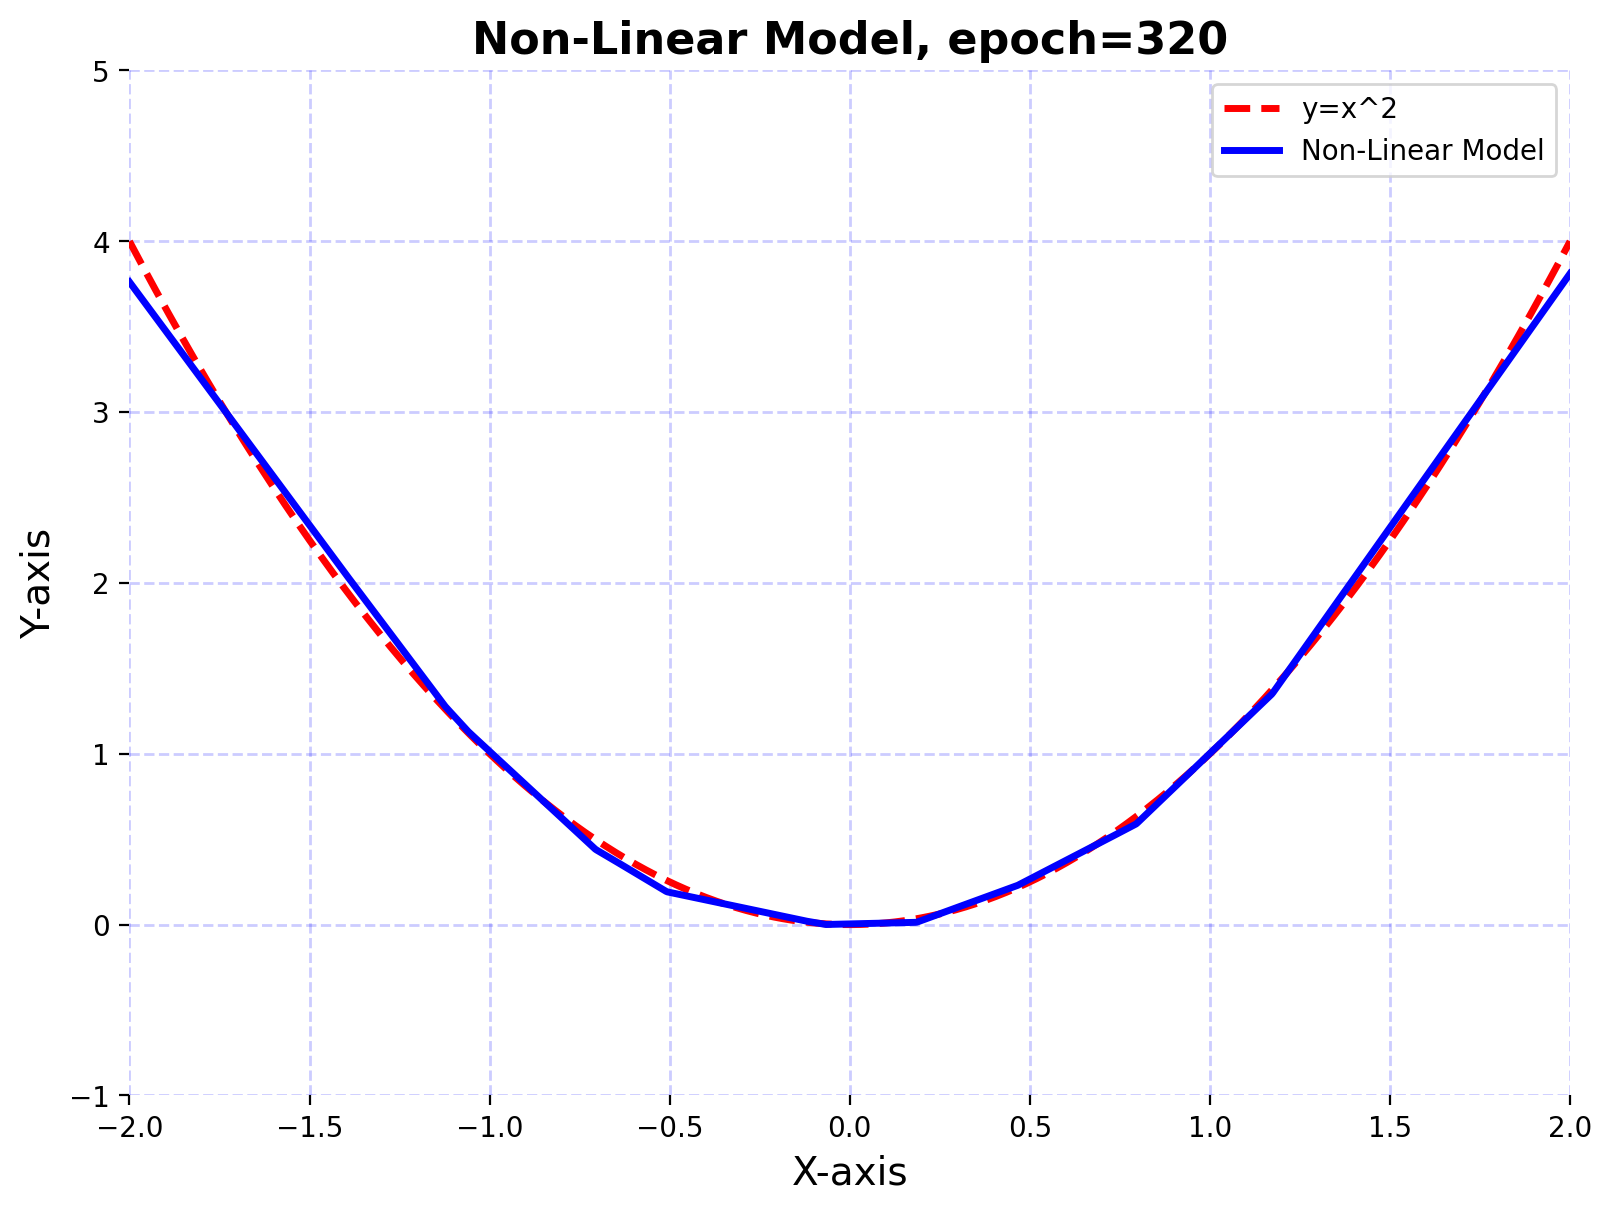 Non-Linear Model, epoch=320
y=x^2
Non-Linear Model
Y-axis
5
4
3
2
1
0
−1
−2.0 −1.5 −1.0 −0.5 0.0 0.5 1.0 1.5 2.0
X-axis